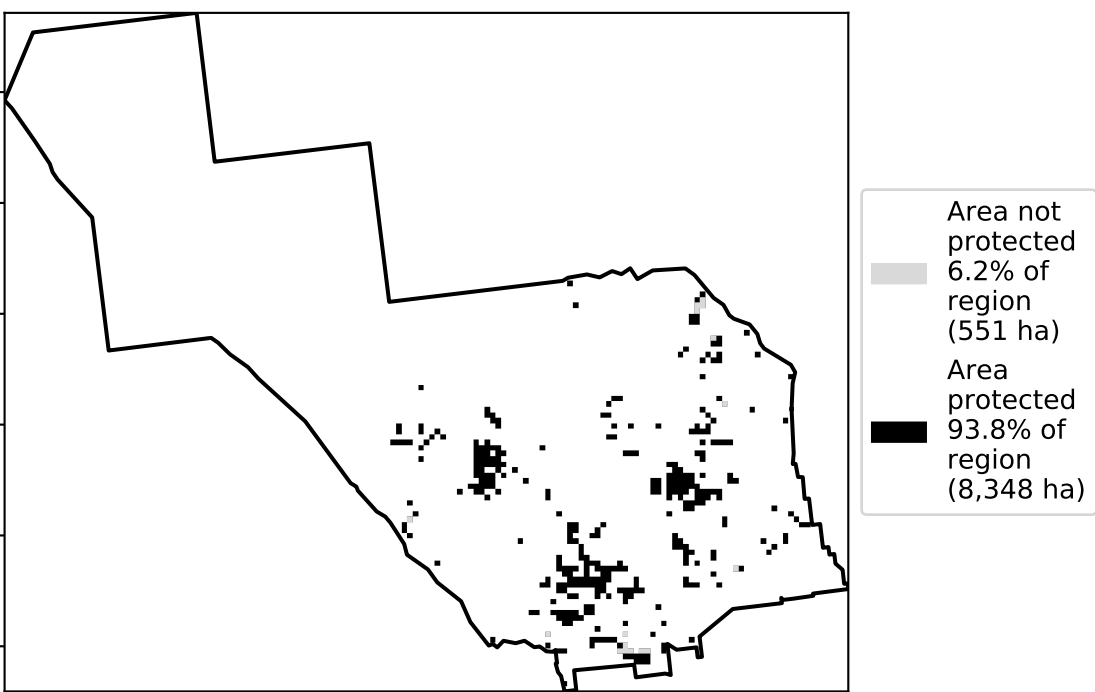 Area not
protected
6.2% of
region
(551 ha)
Area
protected
93.8% of
region
(8,348 ha)